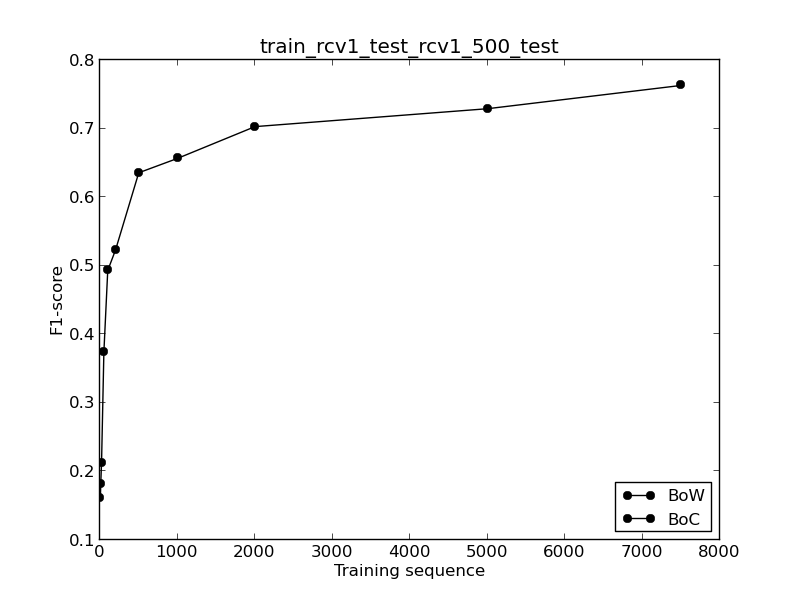 train_rcv1_test_rcv1_500_test
0.8
0.7
0.6
0.5
0.4
0.3
0.2
0.1
F1-score
BoW
BoC
0 1000 2000 3000 4000 5000 6000 7000 8000
Training sequence